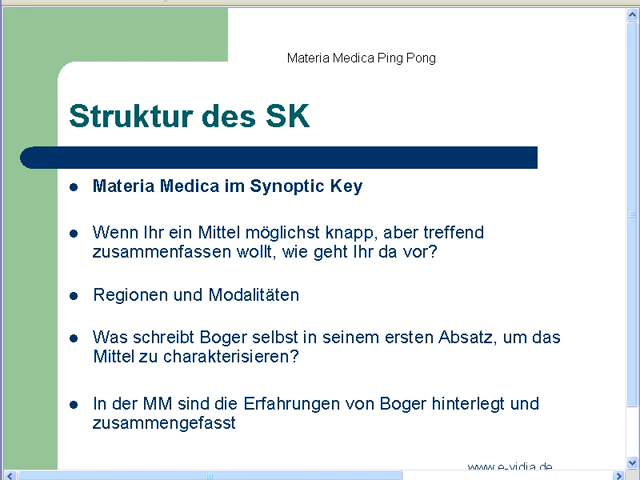 Materia Medica Ping Pong
Struktur des SK
Materia Medica im Synoptic Key
Wenn Ihr ein Mittel möglichst knapp, aber treffend
zusammenfassen wollt, wie geht Ihr da vor?
Regionen und Modalitäten
Was schreibt Boger selbst in seinem ersten Absatz, um das
Mittel zu charakterisieren?
In der MM sind die Erfahrungen von Boger hinterlegt und
zusammengefasst
www.e-vidia.de